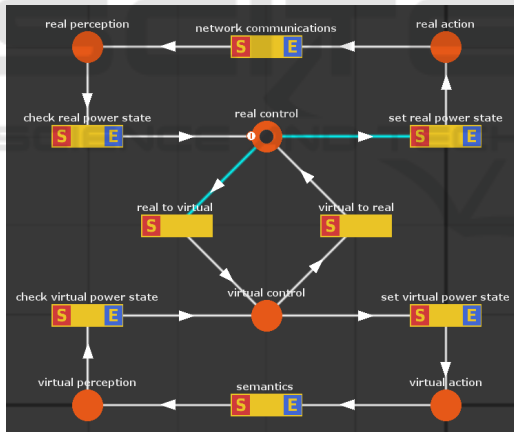 real perception
network communications
real action
S E
check real power state
real control
set real power state
S E
S E
real to virtual
virtual to real
S
S
check virtual power state
virtual control
set virtual power state
S E
S E
virtual perception
semantics
virtual action
S E